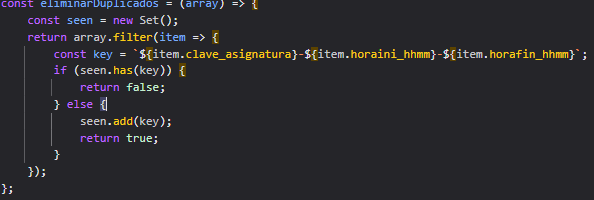 const eliminarDuplicados = (array) => {
    const seen = new Set();
    return array.filter(item => {
        const key = `${item.clave_asignatura}-${item.horaini_hhmm}-${item.horafin_hhmm}`;
        if (seen.has(key)) {
            return false;
        } else {
            seen.add(key);
            return true;
        }
    });
};